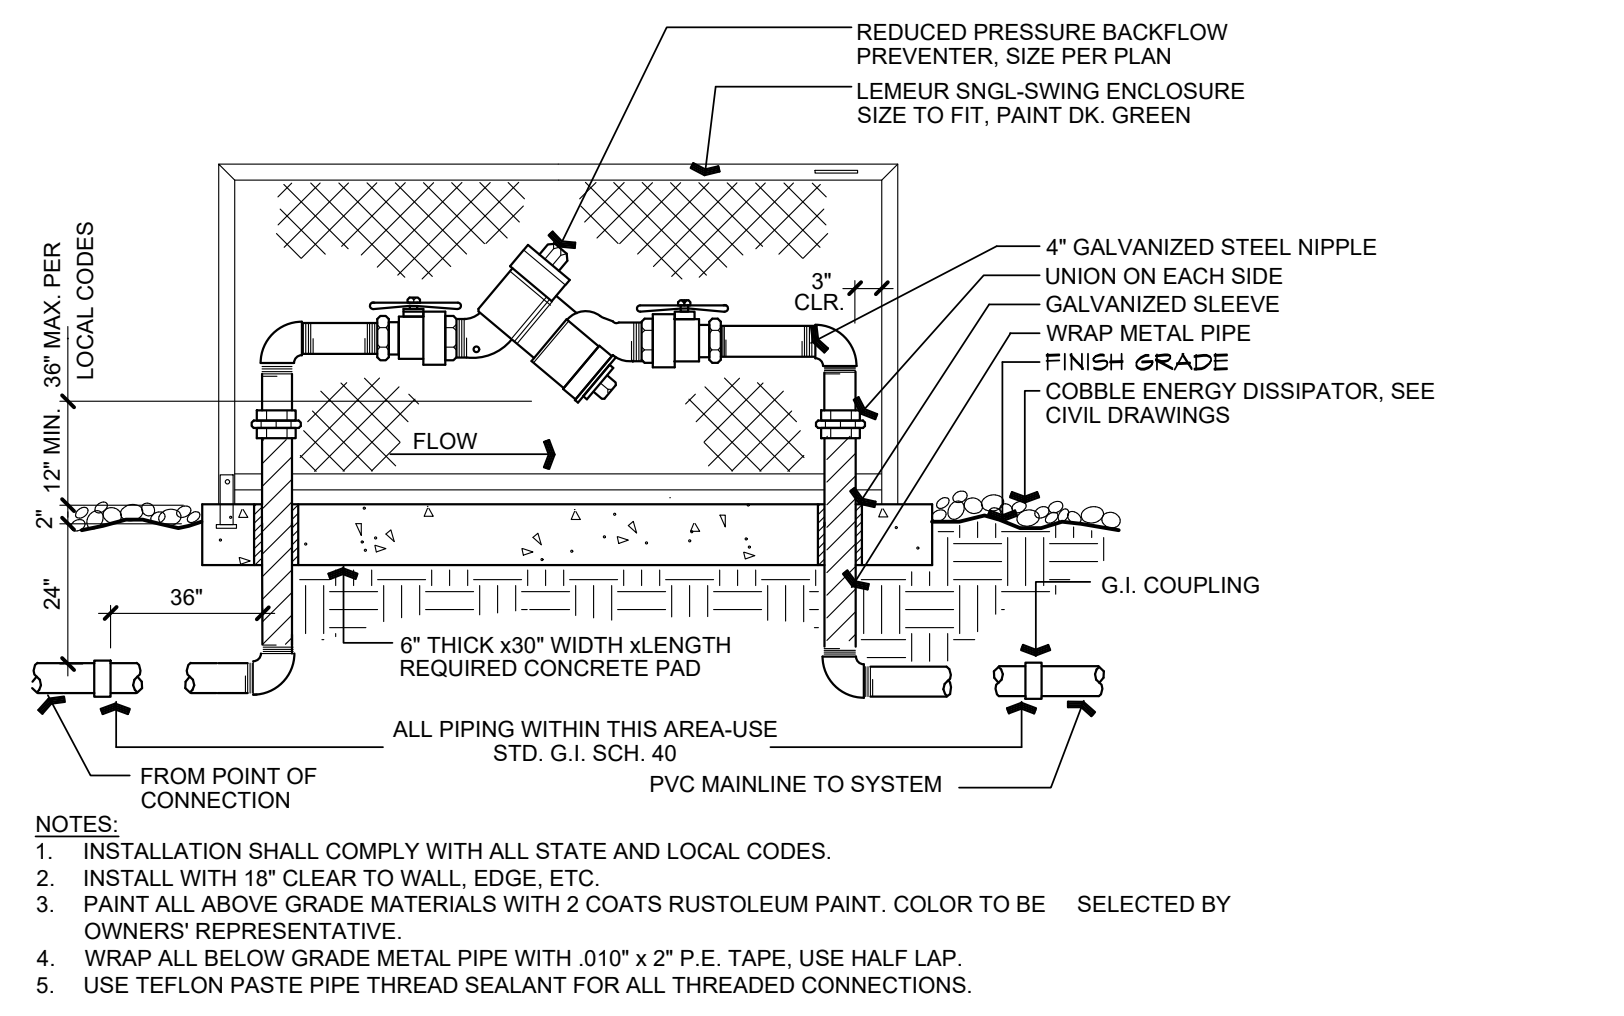 REDUCED PRESSURE BACKFLOW
PREVENTER, SIZE PER PLAN
LEMEUR SNGL-SWING ENCLOSURE
SIZE TO FIT, PAINT DK. GREEN
36" MAX. PER
LOCAL CODES
12" MIN.
2"
24"
3"
CLR.
4" GALVANIZED STEEL NIPPLE
UNION ON EACH SIDE
GALVANIZED SLEEVE
WRAP METAL PIPE
FINISH GRADE
COBBLE ENERGY DISSIPATOR, SEE
CIVIL DRAWINGS
FLOW
36"
G.I. COUPLING
6" THICK x30" WIDTH xLENGTH
REQUIRED CONCRETE PAD
ALL PIPING WITHIN THIS AREA-USE
STD. G.I. SCH. 40
FROM POINT OF
CONNECTION
PVC MAINLINE TO SYSTEM
NOTES:
1. INSTALLATION SHALL COMPLY WITH ALL STATE AND LOCAL CODES.
2. INSTALL WITH 18" CLEAR TO WALL, EDGE, ETC.
3. PAINT ALL ABOVE GRADE MATERIALS WITH 2 COATS RUSTOLEUM PAINT. COLOR TO BE SELECTED BY
OWNERS' REPRESENTATIVE.
4. WRAP ALL BELOW GRADE METAL PIPE WITH .010" x 2" P.E. TAPE, USE HALF LAP.
5. USE TEFLON PASTE PIPE THREAD SEALANT FOR ALL THREADED CONNECTIONS.